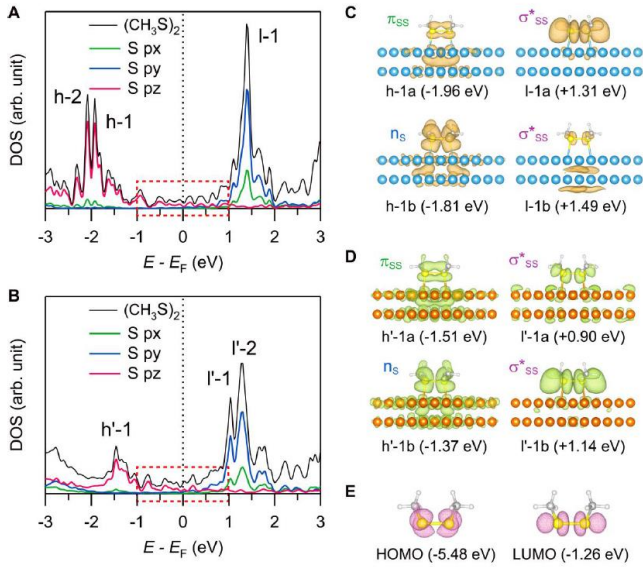 A
(CH3S)2
S px
S py
S pz
h-2
h-1
l-1
DOS (arb. unit)
-3 -2 -1 0 1 2 3
E - EF (eV)
B
(CH3S)2
S px
S py
S pz
h'-1
l'-1
l'-2
DOS (arb. unit)
-3 -2 -1 0 1 2 3
E - EF (eV)
C
πSS
σ*SS
h-1a (-1.96 eV)
l-1a (+1.31 eV)
nS
σ*SS
h-1b (-1.81 eV)
l-1b (+1.49 eV)
D
πSS
σ*SS
h'-1a (-1.51 eV)
l'-1a (+0.90 eV)
nS
σ*SS
h'-1b (-1.37 eV)
l'-1b (+1.14 eV)
E
HOMO (-5.48 eV)
LUMO (-1.26 eV)